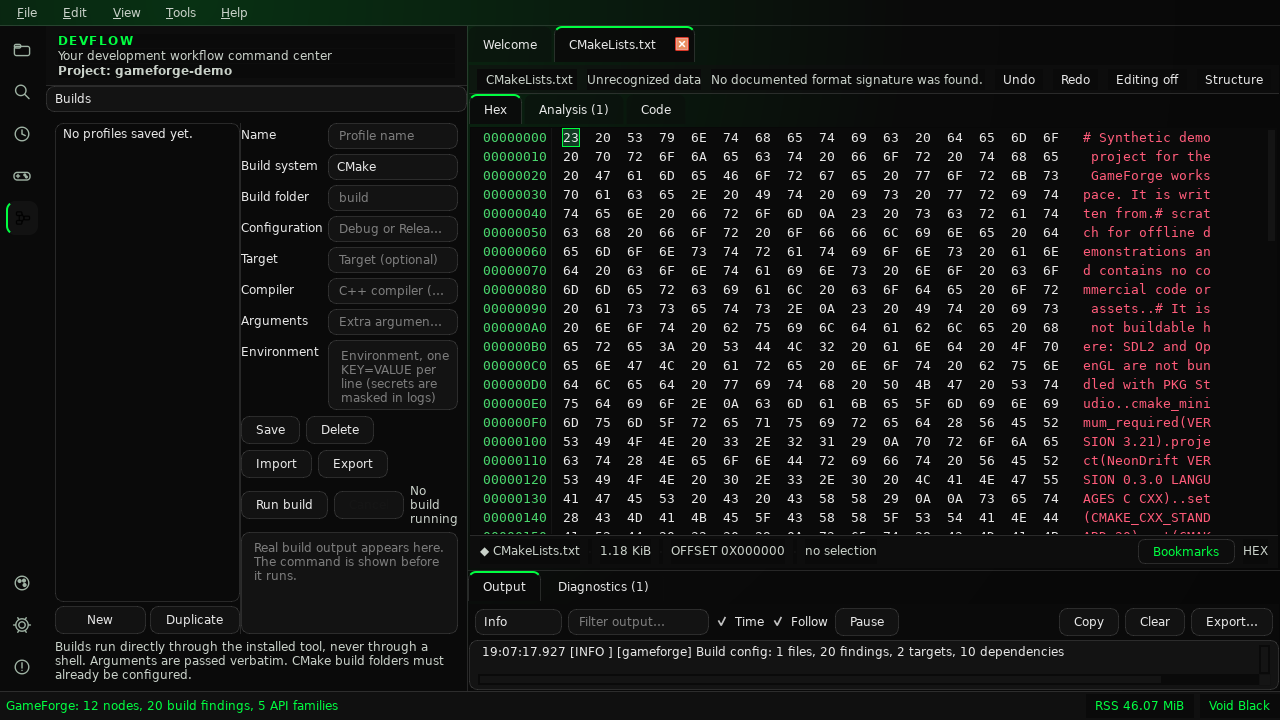 File Edit View Tools Help
DEVFLOW
Your development workflow command center
Project: gameforge-demo
Builds
No profiles saved yet.
Name Profile name
Build system CMake
Build folder build
Configuration Debug or Relea...
Target Target (optional)
Compiler C++ compiler (...
Arguments Extra argumen...
Environment Environment, one
KEY=VALUE per
line (secrets are
masked in logs)
Save Delete
Import Export
Run build No
build
running
Real build output appears here.
The command is shown before
it runs.
New Duplicate
Builds run directly through the installed tool, never through a
shell. Arguments are passed verbatim. CMake build folders must
already be configured.
Welcome CMakeLists.txt
CMakeLists.txt Unrecognized data No documented format signature was found. Undo Redo Editing off Structure
Hex Analysis (1) Code
00000000 23 20 53 79 6E 74 68 65 74 69 63 20 64 65 6D 6F # Synthetic demo
00000010 20 70 72 6F 6A 65 63 74 20 66 6F 72 20 74 68 65 project for the
00000020 20 47 61 6D 65 46 6F 72 67 65 20 77 6F 72 6B 73 GameForge works
00000030 70 61 63 65 2E 20 49 74 20 69 73 20 77 72 69 74 pace. It is writ
00000040 74 65 6E 20 66 72 6F 6D 0A 23 20 73 63 72 61 74 ten from.# scrat
00000050 63 68 20 66 6F 72 20 6F 66 66 6C 69 6E 65 20 64 ch for offline d
00000060 65 6D 6F 6E 73 74 72 61 74 69 6F 6E 73 20 61 6E emonstrations an
00000070 64 20 63 6F 6E 74 61 69 6E 73 20 6E 6F 20 63 6F d contains no co
00000080 6D 6D 65 72 63 69 61 6C 20 63 6F 64 65 20 6F 72 mmercial code or
00000090 20 61 73 73 65 74 73 2E 0A 23 20 49 74 20 69 73 assets..# It is
000000A0 20 6E 6F 74 20 62 75 69 6C 64 61 62 6C 65 20 68 not buildable h
000000B0 65 72 65 3A 20 53 44 4C 32 20 61 6E 64 20 4F 70 ere: SDL2 and Op
000000C0 65 6E 47 4C 20 61 72 65 20 6E 6F 74 20 62 75 6E enGL are not bun
000000D0 64 6C 65 64 20 77 69 74 68 20 50 4B 47 20 53 74 dled with PKG St
000000E0 75 64 69 6F 2E 0A 63 6D 61 6B 65 5F 6D 69 6E 69 udio..cmake_mini
000000F0 6D 75 6D 5F 72 65 71 75 69 72 65 64 28 56 45 52 mum_required(VER
00000100 53 49 4F 4E 20 33 2E 32 31 29 0A 70 72 6F 6A 65 SION 3.21).proje
00000110 63 74 28 4E 65 6F 6E 44 72 69 66 74 20 56 45 52 ct(NeonDrift VER
00000120 53 49 4F 4E 20 30 2E 33 2E 30 20 4C 41 4E 47 55 SION 0.3.0 LANGU
00000130 41 47 45 53 20 43 20 43 58 58 29 0A 0A 73 65 74 AGES C CXX)..set
00000140 28 43 4D 41 4B 45 5F 43 58 58 5F 53 54 41 4E 44 (CMAKE_CXX_STAND
◆ CMakeLists.txt 1.18 KiB OFFSET 0X000000 no selection Bookmarks HEX
Output Diagnostics (1)
Info Filter output... ✓ Time ✓ Follow Pause Copy Clear Export...
19:07:17.927 [INFO ] [gameforge] Build config: 1 files, 20 findings, 2 targets, 10 dependencies
GameForge: 12 nodes, 20 build findings, 5 API families RSS 46.07 MiB Void Black